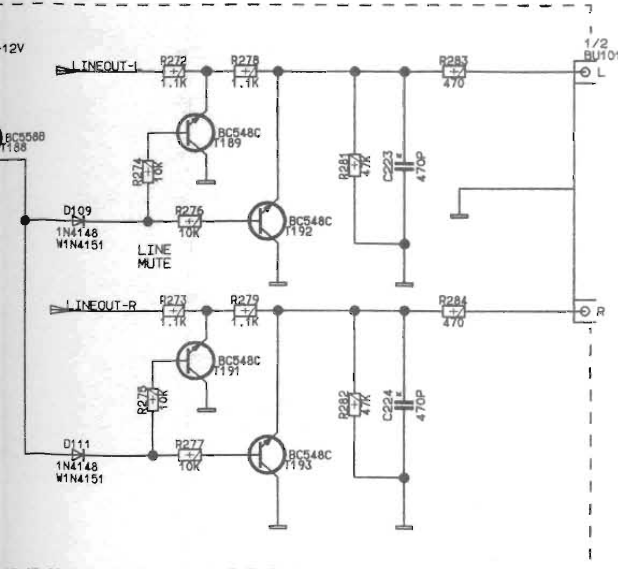 -12V
LINEOUT-L
R272
1.1K
R278
1.1K
R283
470
1/2
BU101
L
BC558B
T188
BC548C
T189
R274
10K
R281
47K
C223
470P
D109
1N4148
W1N4151
R276
10K
BC548C
T192
LINE
MUTE
LINEOUT-R
R273
1.1K
R279
1.1K
R284
470
R
BC548C
T191
R275
10K
R282
47K
C224
470P
D111
1N4148
W1N4151
R277
10K
BC548C
T193